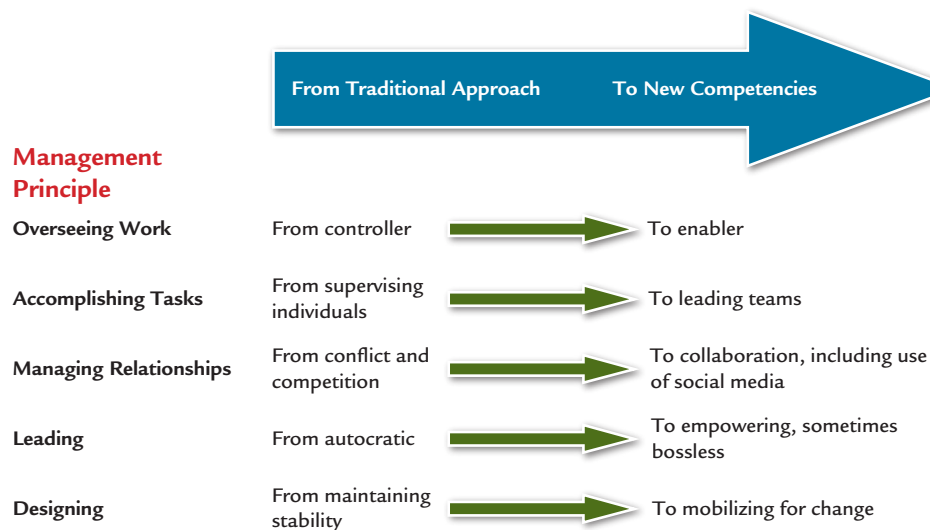 From Traditional Approach To New Competencies
Management
Principle
Overseeing Work From controller To enabler
Accomplishing Tasks From supervising
individuals To leading teams
Managing Relationships From conflict and
competition To collaboration, including use
of social media
Leading From autocratic To empowering, sometimes
bossless
Designing From maintaining
stability To mobilizing for change